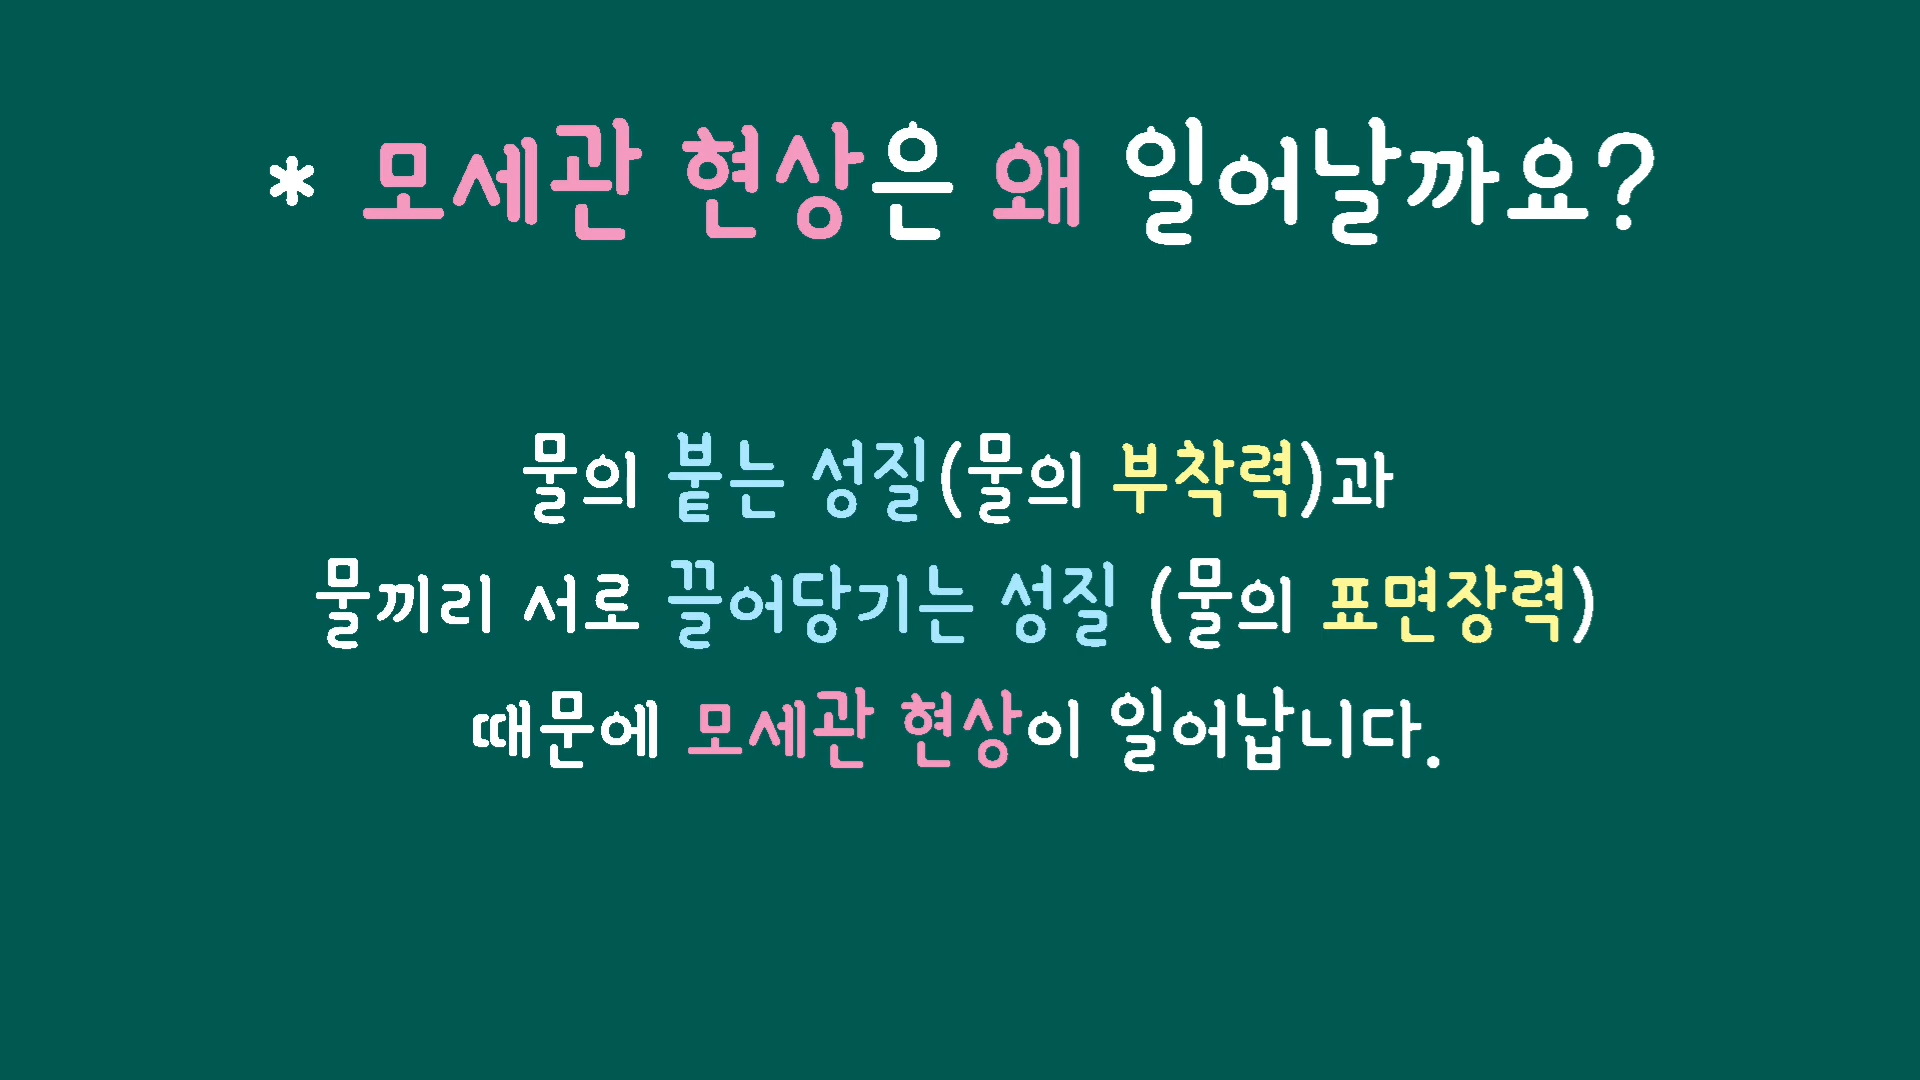 * 모세관 현상은 왜 일어날까요?
물의 붙는 성질(물의 부착력)과
물끼리 서로 끌어당기는 성질 (물의 표면장력)
때문에 모세관 현상이 일어납니다.